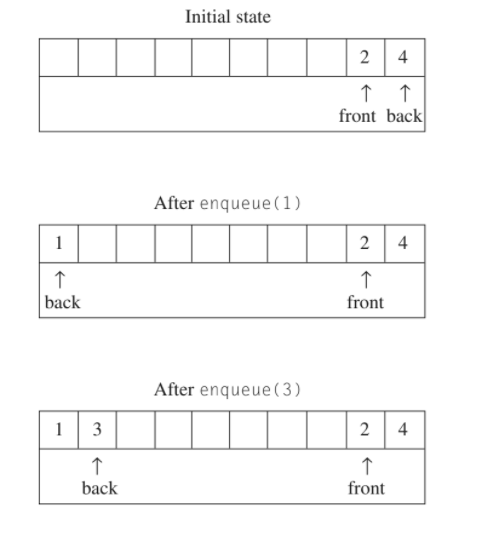 Initial state
2 4
↑ ↑
front back
After enqueue(1)
1 2 4
↑ ↑
back front
After enqueue(3)
1 3 2 4
↑ ↑
back front